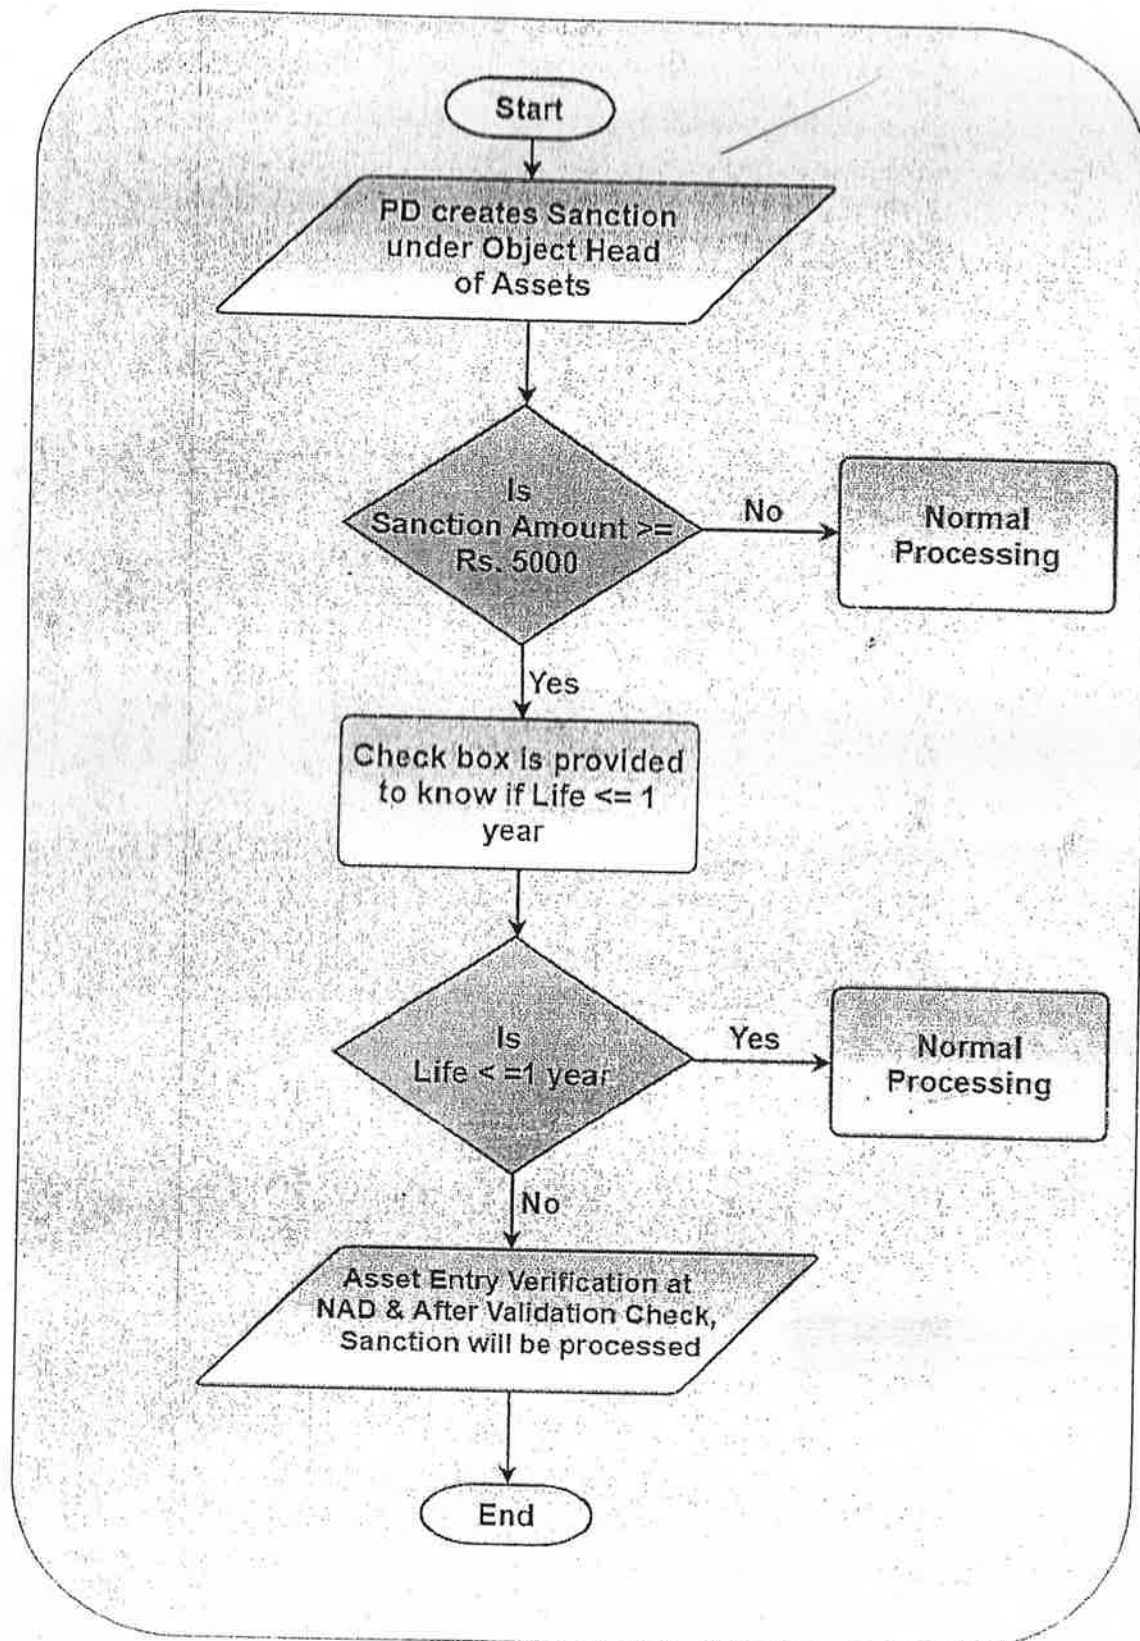 Start
PD creates Sanction
under Object Head
of Assets
Is
Sanction Amount >=
Rs. 5000
No
Normal
Processing
Yes
Check box is provided
to know if Life <= 1
year
Is
Life < =1 year
Yes
Normal
Processing
No
Asset Entry Verification at
NAD & After Validation Check,
Sanction will be processed
End